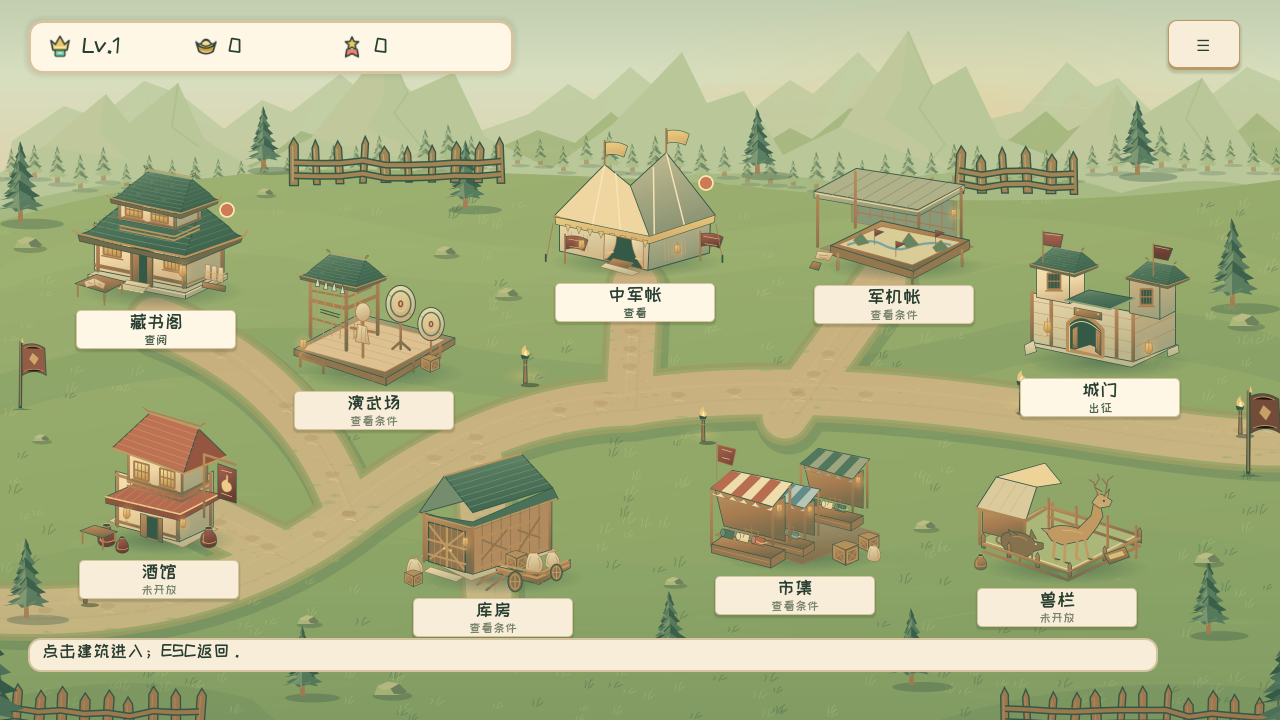 Lv.1
0
0
☰
藏书阁
查阅
演武场
查看条件
中军帐
查看
军机帐
查看条件
城门
出征
酒馆
未开放
库房
查看条件
市集
查看条件
兽栏
未开放
点击建筑进入；ESC返回．